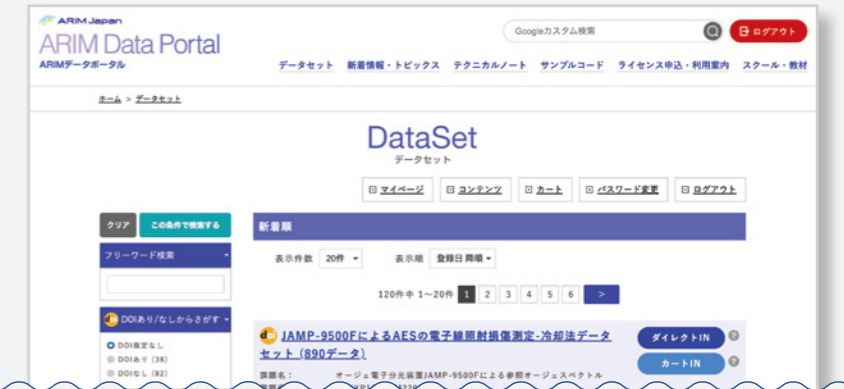 ARIM Japan
ARIM Data Portal
ARIMデータポータル
Googleカスタム検索
ログアウト
データセット 新着情報・トピックス テクニカルノート サンプルコード ライセンス申込・利用案内 スクール・教材
ホーム > データセット
DataSet
データセット
マイページ コンテンツ カート パスワード変更 ログアウト
クリア この条件で検索する
新着順
フリーワード検索
表示件数 20件 表示順 登録日降順
120件中 1〜20件 1 2 3 4 5 6 >
doi DOIあり/なしからさがす
DOI指定なし
DOIあり (38)
DOIなし (82)
doi JAMP-9500FによるAESの電子線照射損傷測定-冷却法データ
セット (890データ)
ダイレクトIN ?
カートIN ?
課題名： オージェ電子分光装置JAMP-9500Fによる参照オージェスペクトル